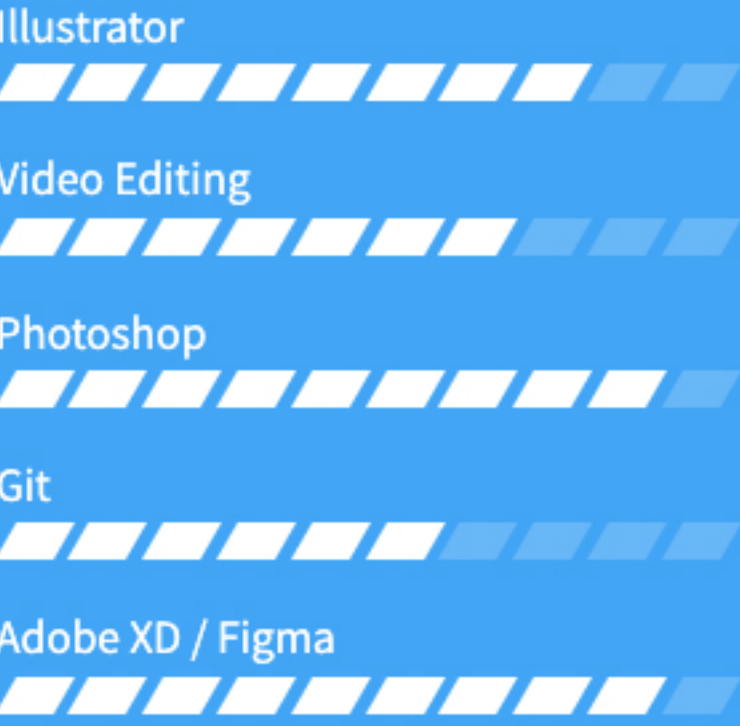 Illustrator
Video Editing
Photoshop
Git
Adobe XD / Figma